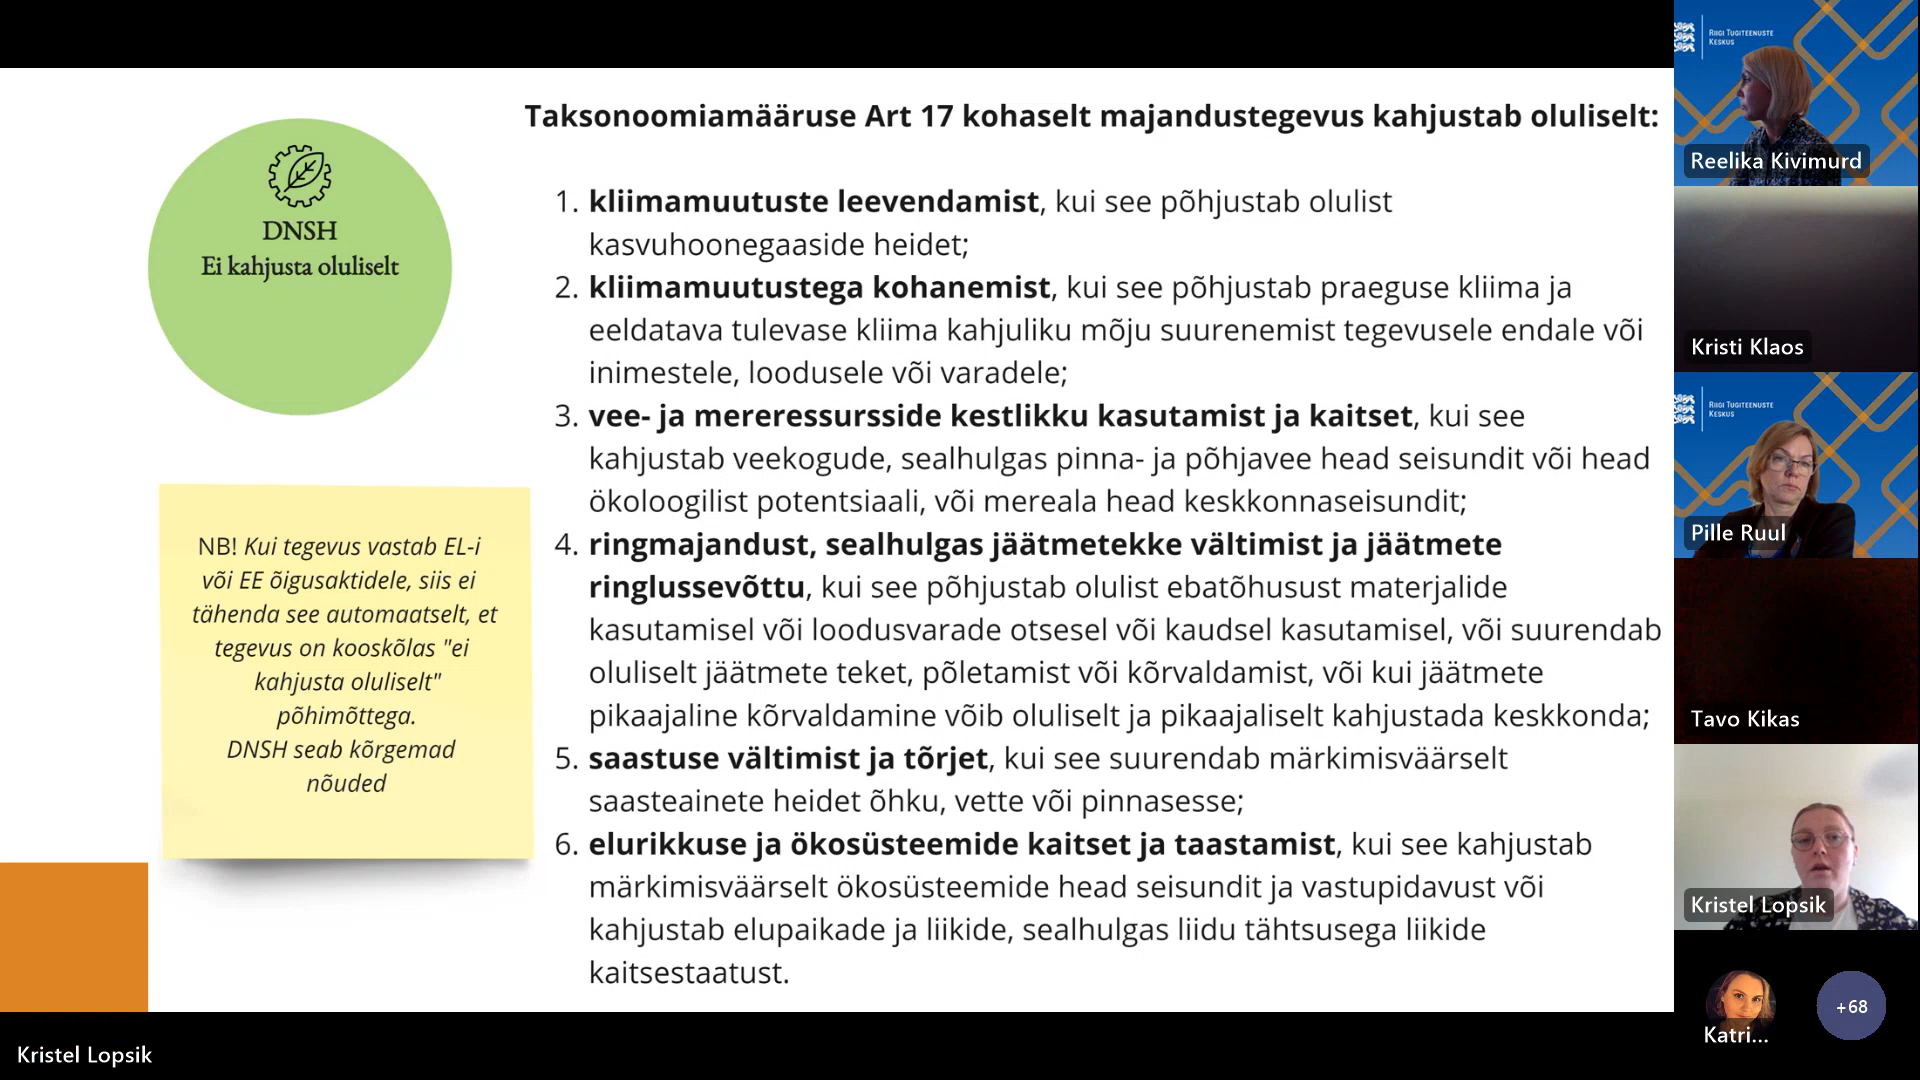 Taksonoomiamääruse Art 17 kohaselt majandustegevus kahjustab oluliselt:
DNSH
Ei kahjusta oluliselt
1. kliimamuutuste leevendamist, kui see põhjustab olulist
kasvuhoonegaaside heidet;
2. kliimamuutustega kohanemist, kui see põhjustab praeguse kliima ja
eeldatava tulevase kliima kahjuliku mõju suurenemist tegevusele endale või
inimestele, loodusele või varadele;
3. vee- ja mereressursside kestlikku kasutamist ja kaitset, kui see
kahjustab veekogude, sealhulgas pinna- ja põhjavee head seisundit või head
ökoloogilist potentsiaali, või mereala head keskkonnaseisundit;
4. ringmajandust, sealhulgas jäätmetekke vältimist ja jäätmete
ringlussevõttu, kui see põhjustab olulist ebatõhusust materjalide
kasutamisel või loodusvarade otsesel või kaudsel kasutamisel, või suurendab
oluliselt jäätmete teket, põletamist või kõrvaldamist, või kui jäätmete
pikaajaline kõrvaldamine võib oluliselt ja pikaajaliselt kahjustada keskkonda;
5. saastuse vältimist ja tõrjet, kui see suurendab märkimisväärselt
saasteainete heidet õhku, vette või pinnasesse;
6. elurikkuse ja ökosüsteemide kaitset ja taastamist, kui see kahjustab
märkimisväärselt ökosüsteemide head seisundit ja vastupidavust või
kahjustab elupaikade ja liikide, sealhulgas liidu tähtsusega liikide
kaitsestaatust.
NB! Kui tegevus vastab EL-i
või EE õigusaktidele, siis ei
tähenda see automaatselt, et
tegevus on kooskõlas "ei
kahjusta oluliselt"
põhimõttega.
DNSH seab kõrgemad
nõuded
RIIGI TUGITEENUSTE
KESKUS
Reelika Kivimurd
Kristi Klaos
RIIGI TUGITEENUSTE
KESKUS
Pille Ruul
Tavo Kikas
Kristel Lopsik
Katri...
+68
Kristel Lopsik